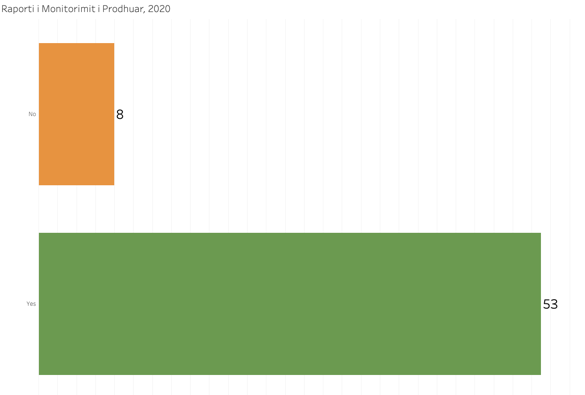 Raporti i Monitorimit i Prodhuar, 2020
No
8
Yes
53